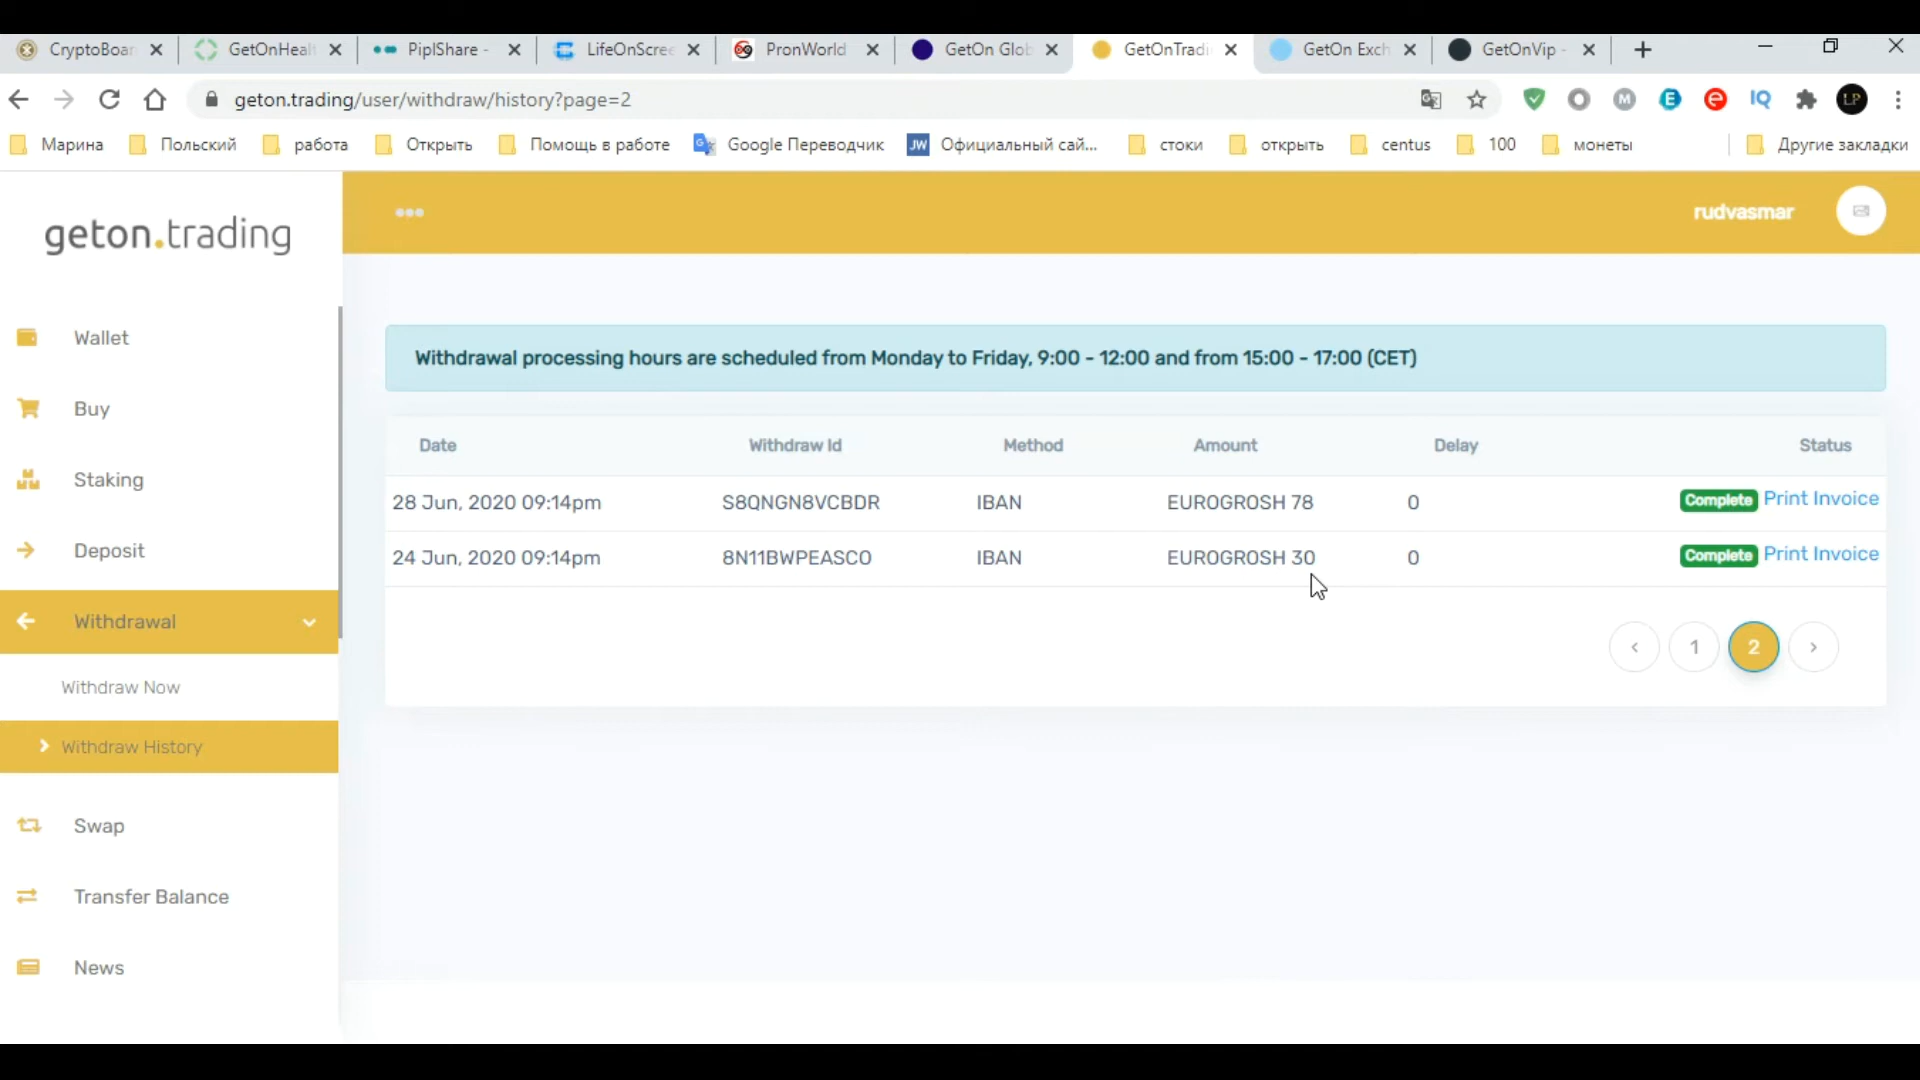 CryptoBoar GetOnHealt PiplShare - LifeOnScree PronWorld GetOn Glob GetOnTradi GetOn Exch GetOnVip -
geton.trading/user/withdraw/history?page=2
Марина Польский работа Открыть Помощь в работе Google Переводчик JW Официальный сай... стоки открыть centus 100 монеты Другие закладки
geton.trading
rudvasmar
Wallet
Buy
Staking
Deposit
Withdrawal
Withdraw Now
Withdraw History
Swap
Transfer Balance
News
Withdrawal processing hours are scheduled from Monday to Friday, 9:00 - 12:00 and from 15:00 - 17:00 (CET)
Date Withdraw Id Method Amount Delay Status
28 Jun, 2020 09:14pm S8QNGN8VCBDR IBAN EUROGROSH 78 0 Complete Print Invoice
24 Jun, 2020 09:14pm 8N11BWPEASCO IBAN EUROGROSH 30 0 Complete Print Invoice
‹ 1 2 ›